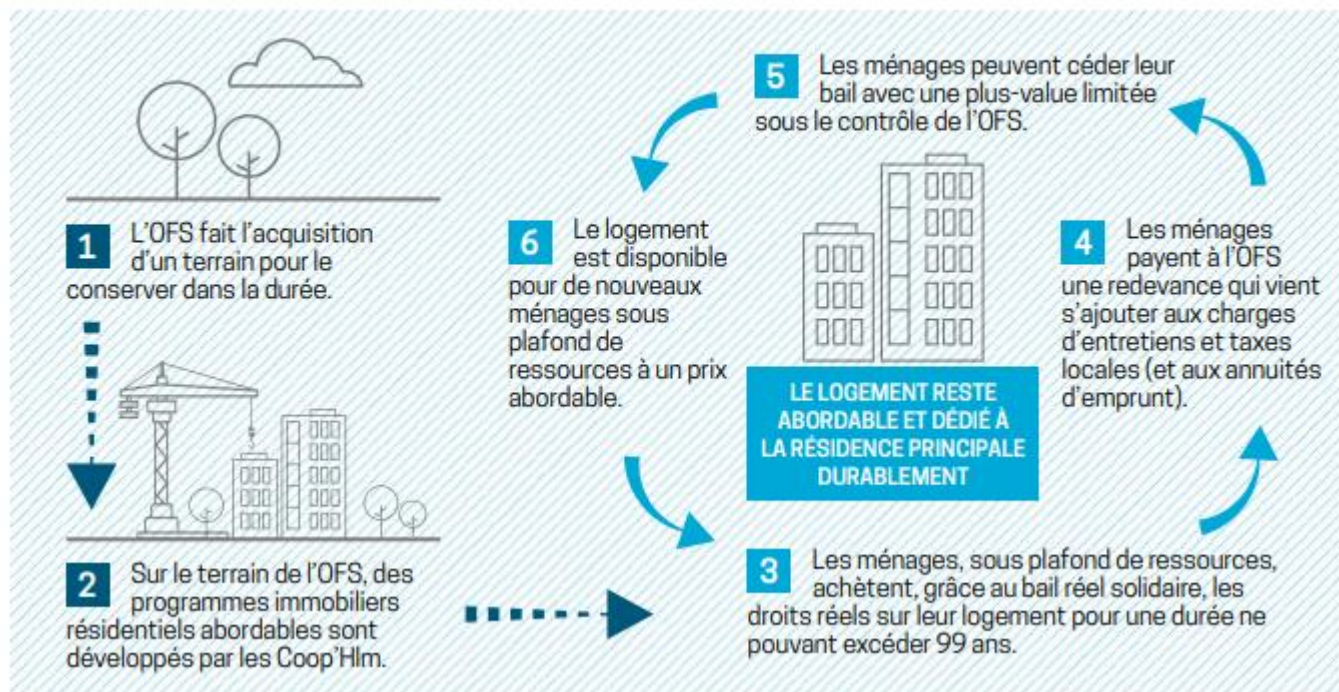 1 L'OFS fait l'acquisition
d'un terrain pour le
conserver dans la durée.
2 Sur le terrain de l'OFS, des
programmes immobiliers
résidentiels abordables sont
développés par les Coop'Hlm.
3 Les ménages, sous plafond de ressources,
achètent, grâce au bail réel solidaire, les
droits réels sur leur logement pour une durée ne
pouvant excéder 99 ans.
4 Les ménages
payent à l'OFS
une redevance qui vient
s'ajouter aux charges
d'entretiens et taxes
locales (et aux annuités
d'emprunt).
5 Les ménages peuvent céder leur
bail avec une plus-value limitée
sous le contrôle de l'OFS.
6 Le logement
est disponible
pour de nouveaux
ménages sous
plafond de
ressources à un prix
abordable.
LE LOGEMENT RESTE
ABORDABLE ET DÉDIÉ À
LA RÉSIDENCE PRINCIPALE
DURABLEMENT